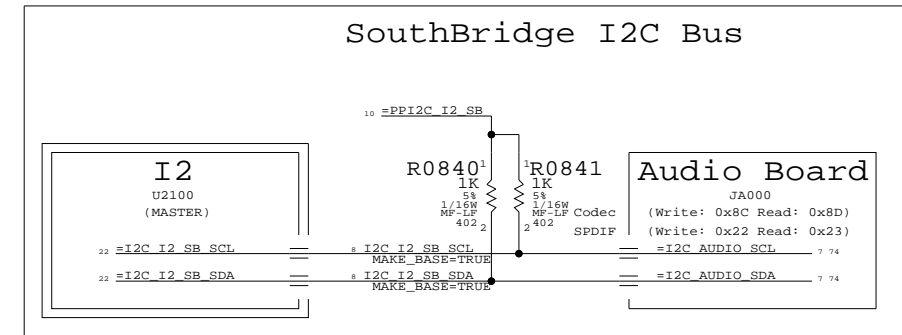 SouthBridge I2C Bus
10 =PPI2C_I2_SB
I2
U2100
(MASTER)
R0840
1
1K
5%
1/16W
MF-LF
402
2
1
R0841
1K
5%
1/16W
MF-LF
402
2
Audio Board
JA000
Codec (Write: 0x8C Read: 0x8D)
SPDIF (Write: 0x22 Read: 0x23)
22 =I2C_I2_SB_SCL
8 I2C_I2_SB_SCL
MAKE_BASE=TRUE
=I2C_AUDIO_SCL 7 74
22 =I2C_I2_SB_SDA
8 I2C_I2_SB_SDA
MAKE_BASE=TRUE
=I2C_AUDIO_SDA 7 74